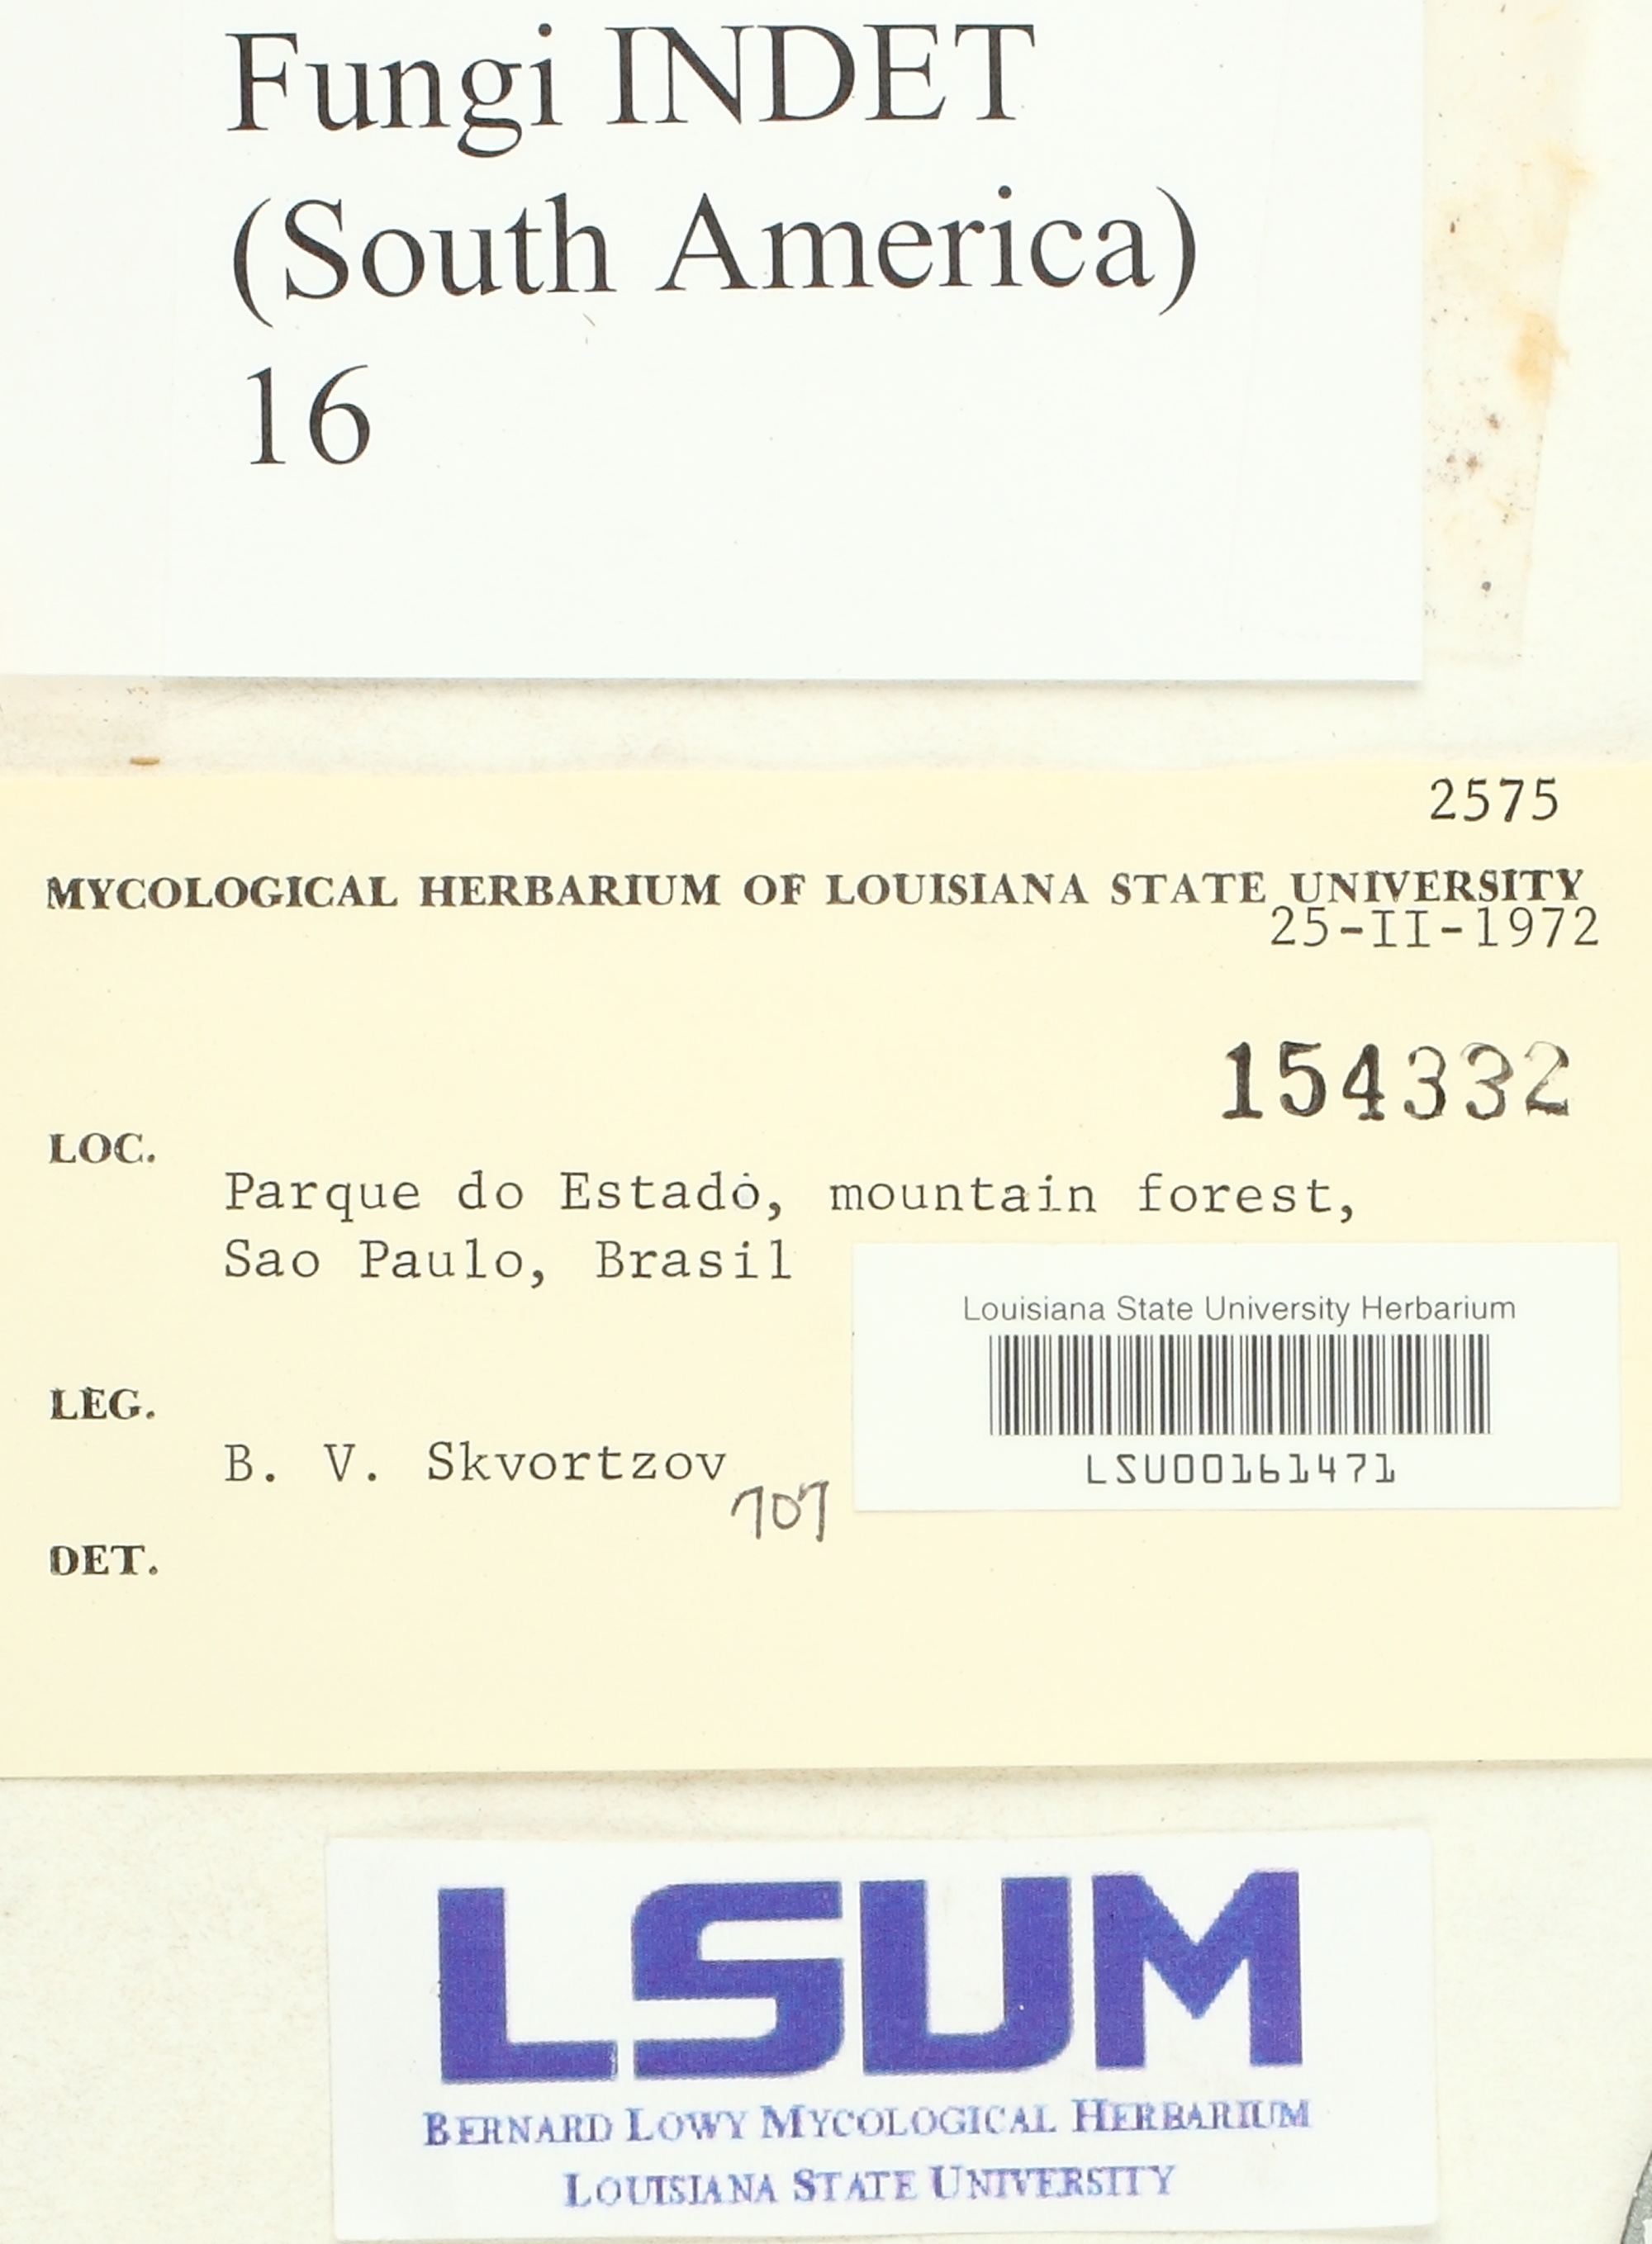 Fungi INDET
(South America)
16
2575
MYCOLOGICAL HERBARIUM OF LOUISIANA STATE UNIVERSITY
25-II-1972
154332
LOC.
Parque do Estado, mountain forest,
Sao Paulo, Brasil
Louisiana State University Herbarium
LSU00161471
LEG.
B. V. Skvortzov
707
DET.
LSUM
BERNARD LOWY MYCOLOGICAL HERBARIUM
LOUISIANA STATE UNIVERSITY